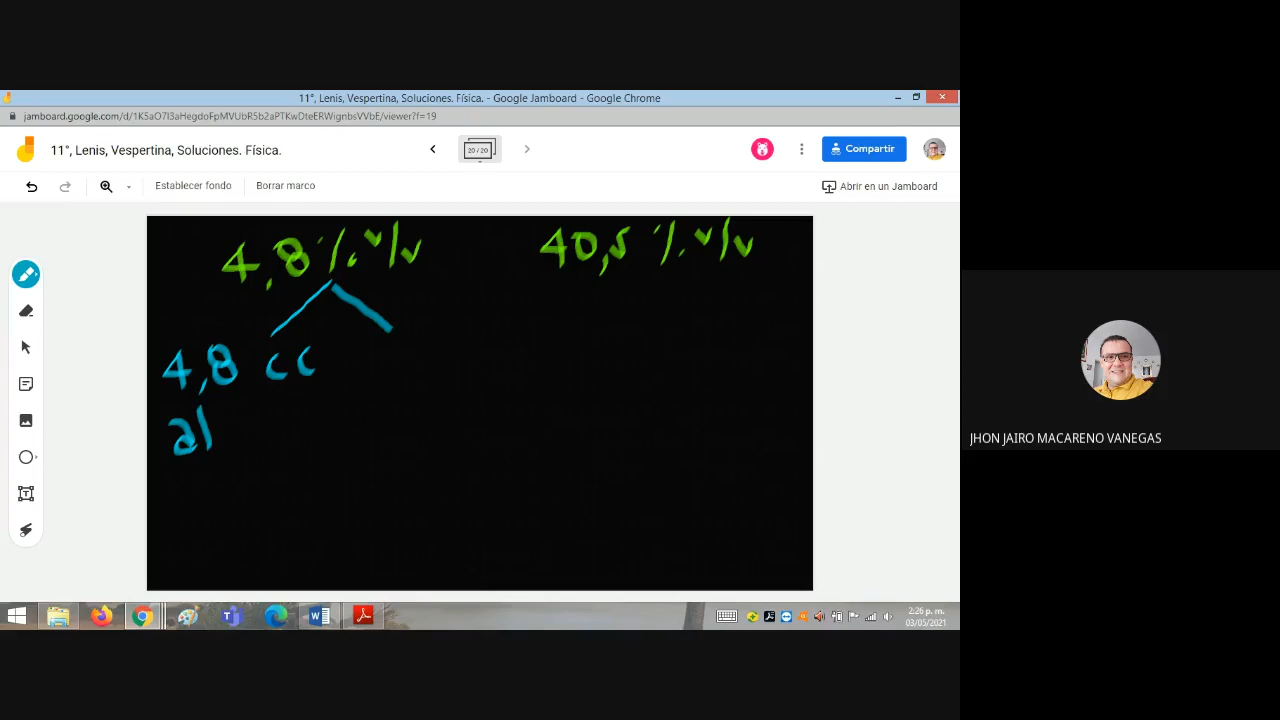 11°, Lenis, Vespertina, Soluciones. Física. - Google Jamboard - Google Chrome
jamboard.google.com/d/1K5aO7I3aHegdoFpMVUbR5b2aPTKwDteERWignbsVVbE/viewer?f=19
11°, Lenis, Vespertina, Soluciones. Física.
20 / 20
Compartir
Establecer fondo
Borrar marco
Abrir en un Jamboard
4,8 %. v/v
40,5 %. v/v
4,8 cc
al
JHON JAIRO MACARENO VANEGAS
2:26 p. m.
03/05/2021